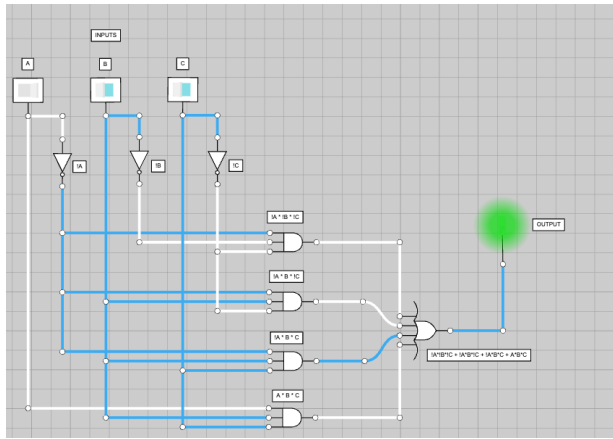 INPUTS
A
B
C
!A
!B
!C
!A * !B * !C
!A * B * !C
OUTPUT
!A * B * C
!A*!B*!C + !A*B*!C + !A*B*C + A*B*C
A * B * C